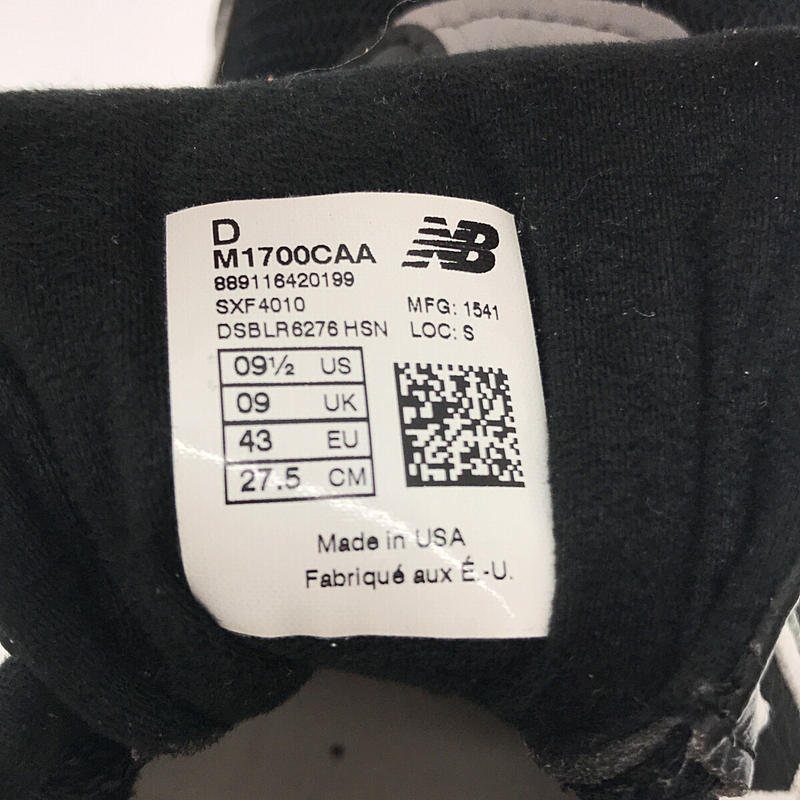 D
M1700CAA
NB
889116420199
SXF4010
MFG: 1541
DSBLR6276 HSN
LOC: S
09½ US
09 UK
43 EU
27.5 CM
Made in USA
Fabriqué aux É.-U.